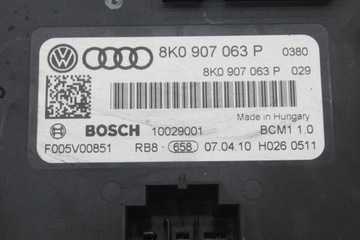 8K0 907 063 P 0380
8K0 907 063 P 029
Made in Hungary
BOSCH 10029001 BCM1 1.0
F005V00851 RB8- 658 07.04.10 H026 0511